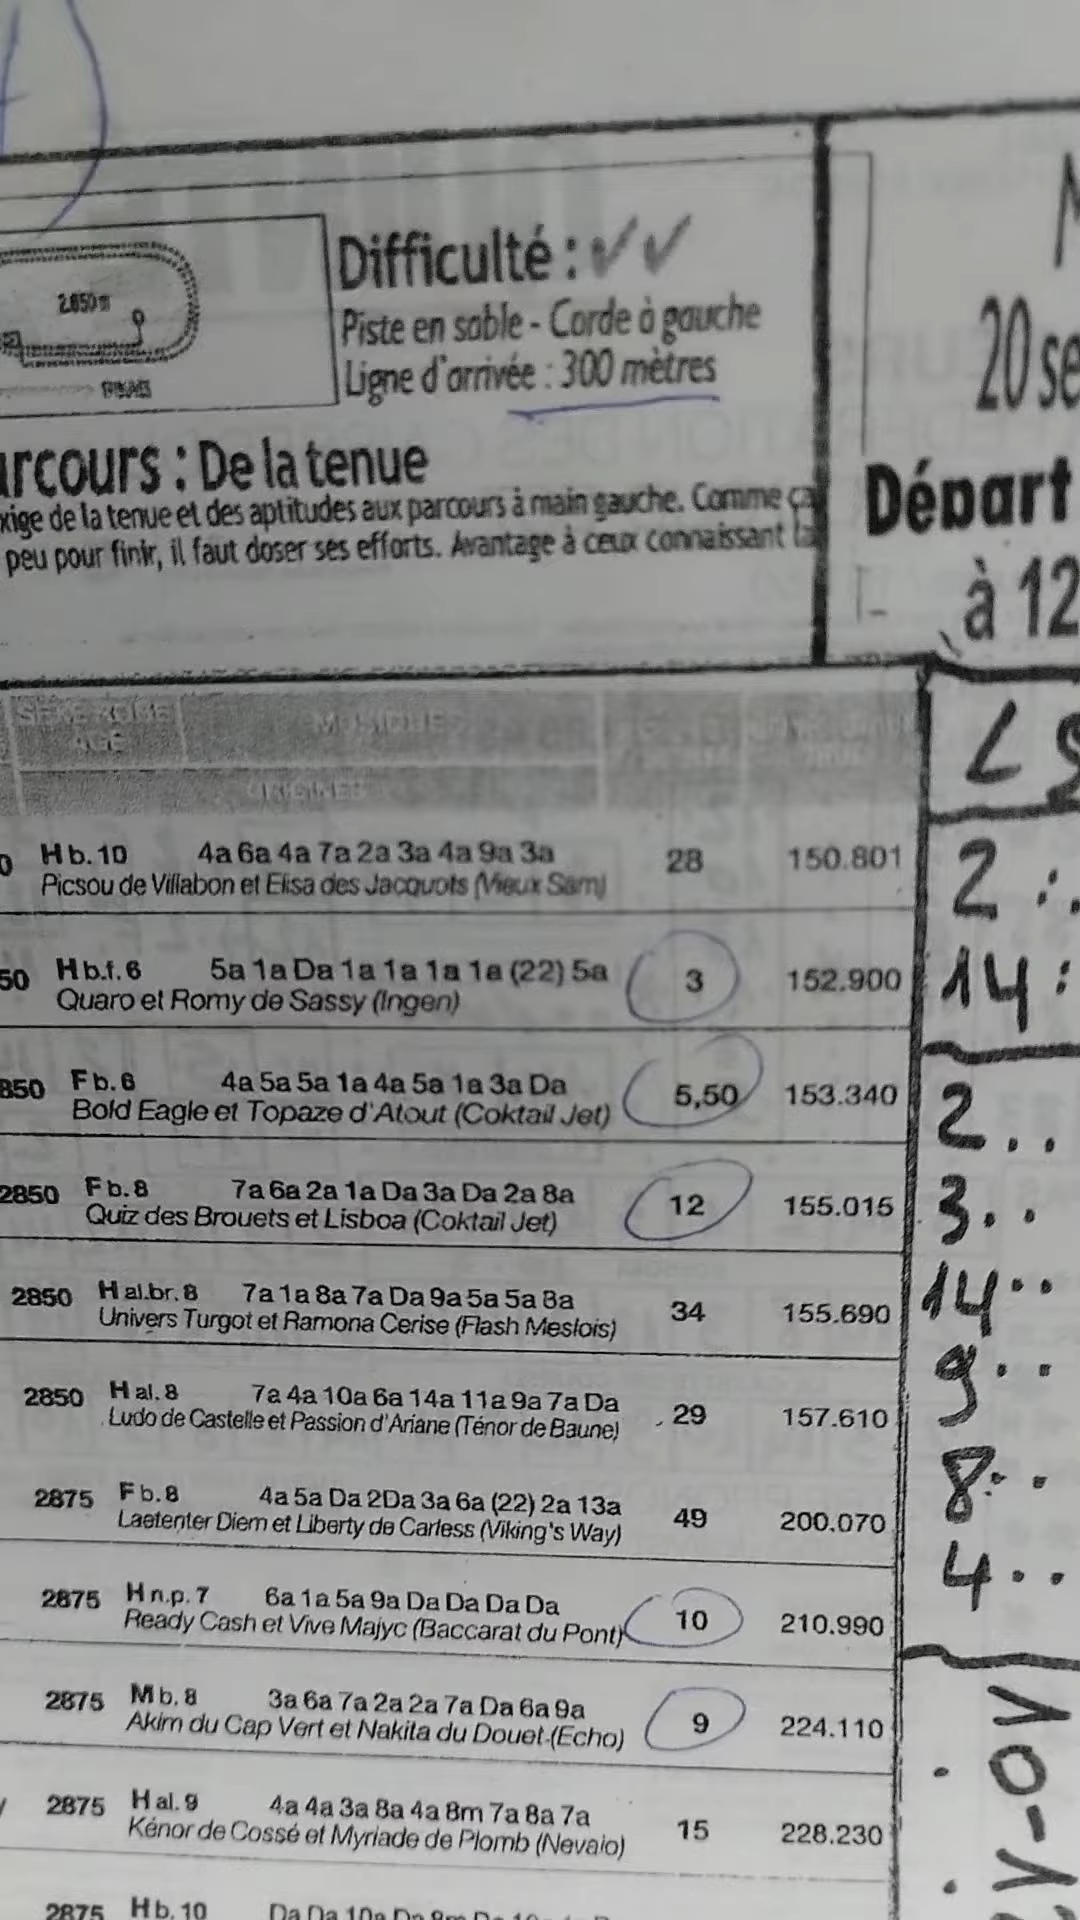 2.850m
Difficulté :
Piste en sable - Corde à gauche
Ligne d'arrivée : 300 mètres
arcours : De la tenue
xige de la tenue et des aptitudes aux parcours à main gauche. Comme ça
peu pour finir, il faut doser ses efforts. Avantage à ceux connaissant la
20 se
Départ
à 12
SEXE ROBE
AGE
MUSIQUE
ORIGINES
0 H b. 10 4a 6a 4a 7a 2a 3a 4a 9a 3a 28 150.801
Picsou de Villabon et Elisa des Jacquots (Vieux Sam)
50 H b.f. 6 5a 1a Da 1a 1a 1a 1a (22) 5a 3 152.900
Quaro et Romy de Sassy (Ingen)
850 F b. 6 4a 5a 5a 1a 4a 5a 1a 3a Da 5,50 153.340
Bold Eagle et Topaze d'Atout (Coktail Jet)
2850 F b. 8 7a 6a 2a 1a Da 3a Da 2a 8a 12 155.015
Quiz des Brouets et Lisboa (Coktail Jet)
2850 H al.br. 8 7a 1a 8a 7a Da 9a 5a 5a 8a 34 155.690
Univers Turgot et Ramona Cerise (Flash Meslois)
2850 H al. 8 7a 4a 10a 6a 14a 11a 9a 7a Da 29 157.610
Ludo de Castelle et Passion d'Ariane (Ténor de Baune)
2875 F b. 8 4a 5a Da 2Da 3a 6a (22) 2a 13a 49 200.070
Laetenter Diem et Liberty de Carless (Viking's Way)
2875 H n.p. 7 6a 1a 5a 9a Da Da Da Da 10 210.990
Ready Cash et Vive Majyc (Baccarat du Pont)
2875 M b. 8 3a 6a 7a 2a 2a 7a Da 6a 9a 9 224.110
Akim du Cap Vert et Nakita du Douet (Echo)
2875 H al. 9 4a 4a 3a 8a 4a 8m 7a 8a 7a 15 228.230
Kénor de Cossé et Myriade de Plomb (Nevaio)
2875 H b. 10
2 :.
14 :
2..
3..
14..
9..
8:..
4..